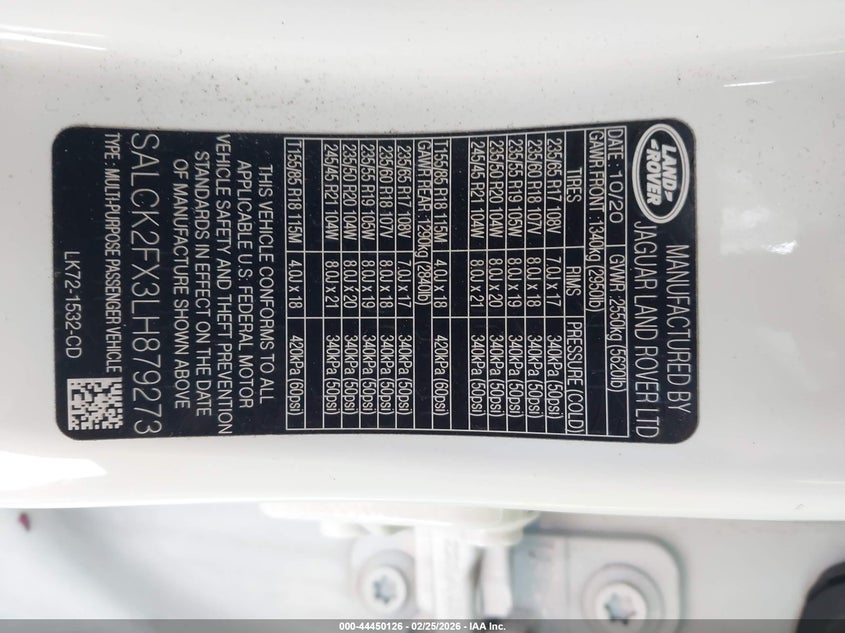 LAND
ROVER
MANUFACTURED BY
JAGUAR LAND ROVER LTD
DATE: 10/20 GVWR :2550kg (5620lb
GAWR FRONT : 1340kg (2950lb)
TIRES RIMS PRESSURE (COLD)
235/65 R17 108V 7.0J x 17 340kPa (50psi)
235/60 R18 107V 8.0J x 18 340kPa (50psi)
235/55 R19 105W 8.0J x 19 340kPa (50psi)
235/50 R20 104W 8.0J x 20 340kPa (50psi)
245/45 R21 104W 8.0J x 21 340kPa (50psi)
T155/85 R18 115M 4.0J x 18 420kPa (60psi)
GAWR REAR : 1290kg (2840lb)
235/65 R17 108V 7.0J x 17 340kPa (50psi)
235/60 R18 107V 8.0J x 18 340kPa (50psi)
235/55 R19 105W 8.0J x 19 340kPa (50psi)
235/50 R20 104W 8.0J x 20 340kPa (50psi)
245/45 R21 104W 8.0J x 21 340kPa (50psi)
T155/85 R18 115M 4.0J x 18 420kPa (60psi)
THIS VEHICLE CONFORMS TO ALL
APPLICABLE U.S. FEDERAL MOTOR
VEHICLE SAFETY AND THEFT PREVENTION
STANDARDS IN EFFECT ON THE DATE
OF MANUFACTURE SHOWN ABOVE
SALCK2FX3LH879273
TYPE : MULTI-PURPOSE PASSENGER VEHICLE
LK72-1532-CD
000-44450126 - 02/25/2026 - IAA Inc.